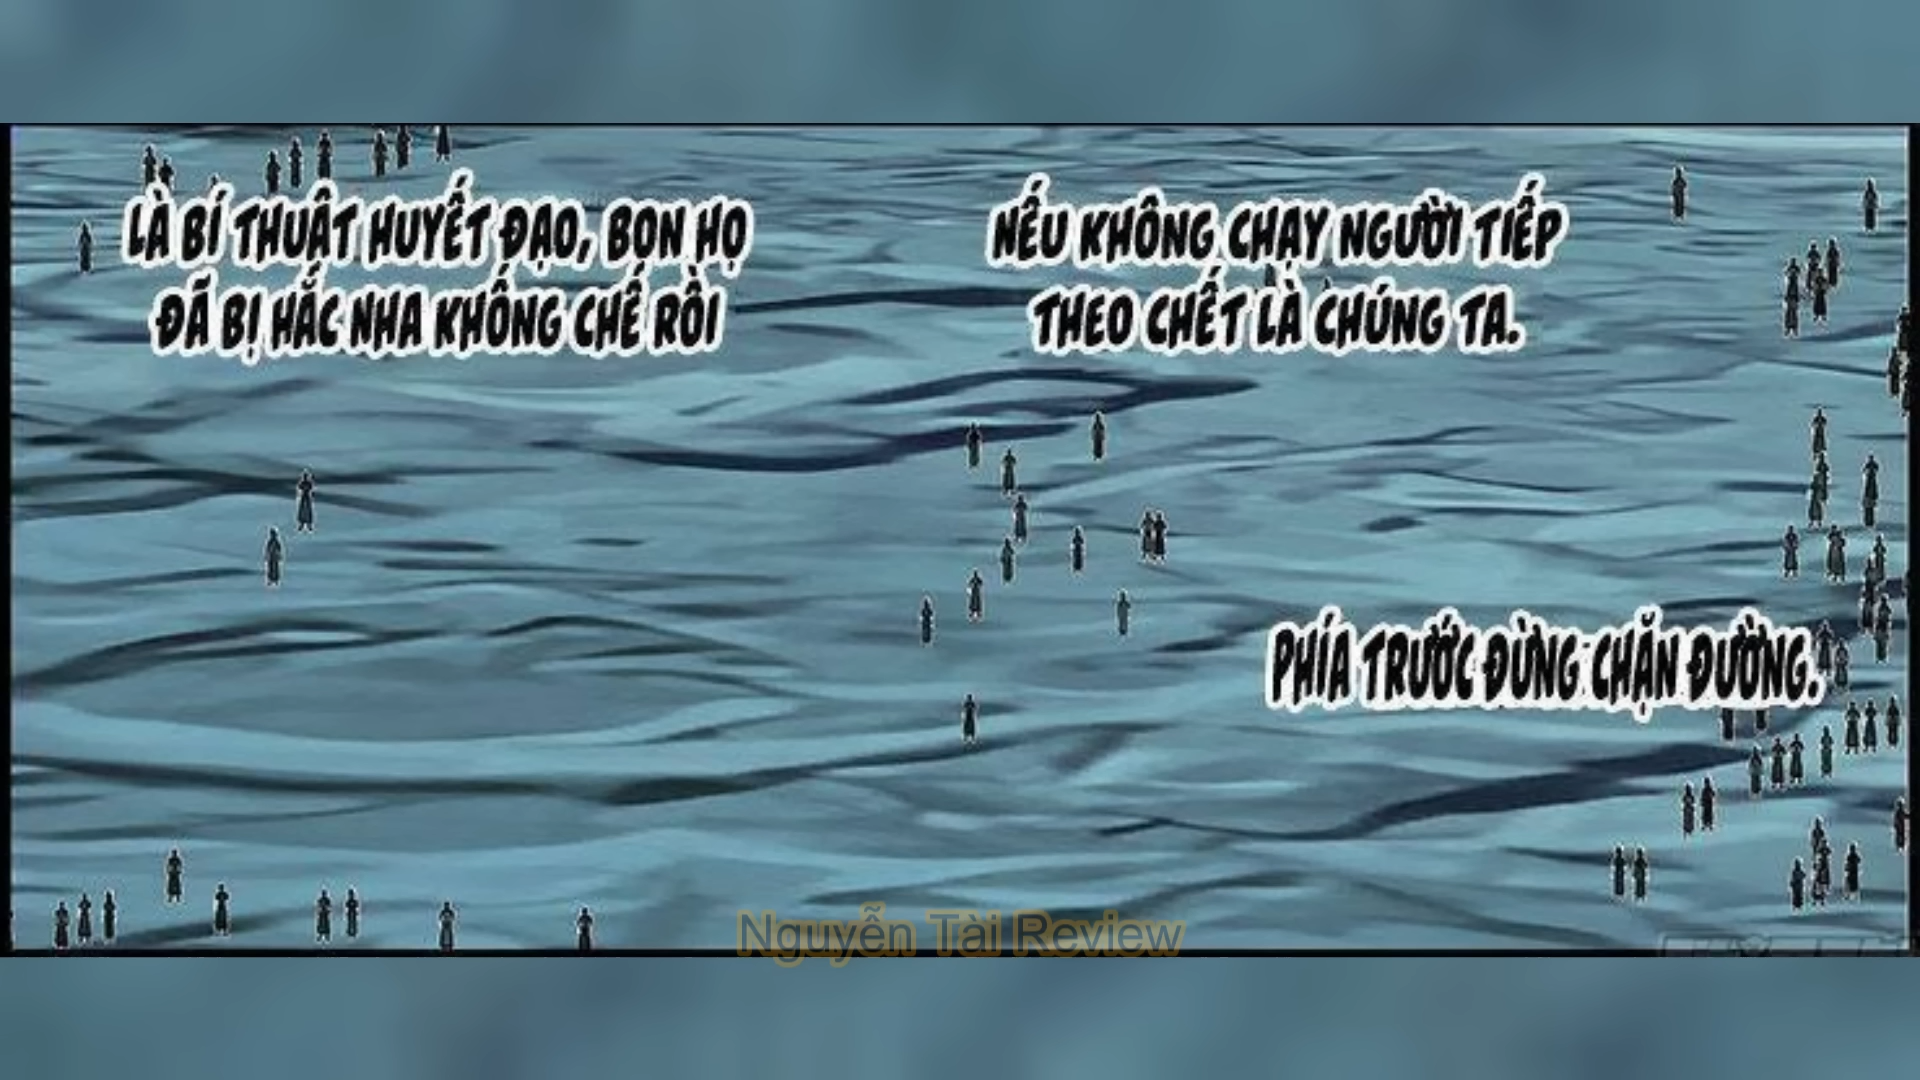 LÀ BÍ THUẬT HUYẾT ĐẠO, BỌN HỌ
ĐÃ BỊ HẮC NHA KHỐNG CHẾ RỒI
NẾU KHÔNG CHẠY NGƯỜI TIẾP
THEO CHẾT LÀ CHÚNG TA.
PHÍA TRƯỚC ĐỪNG CHẶN ĐƯỜNG.
Nguyễn Tài Review